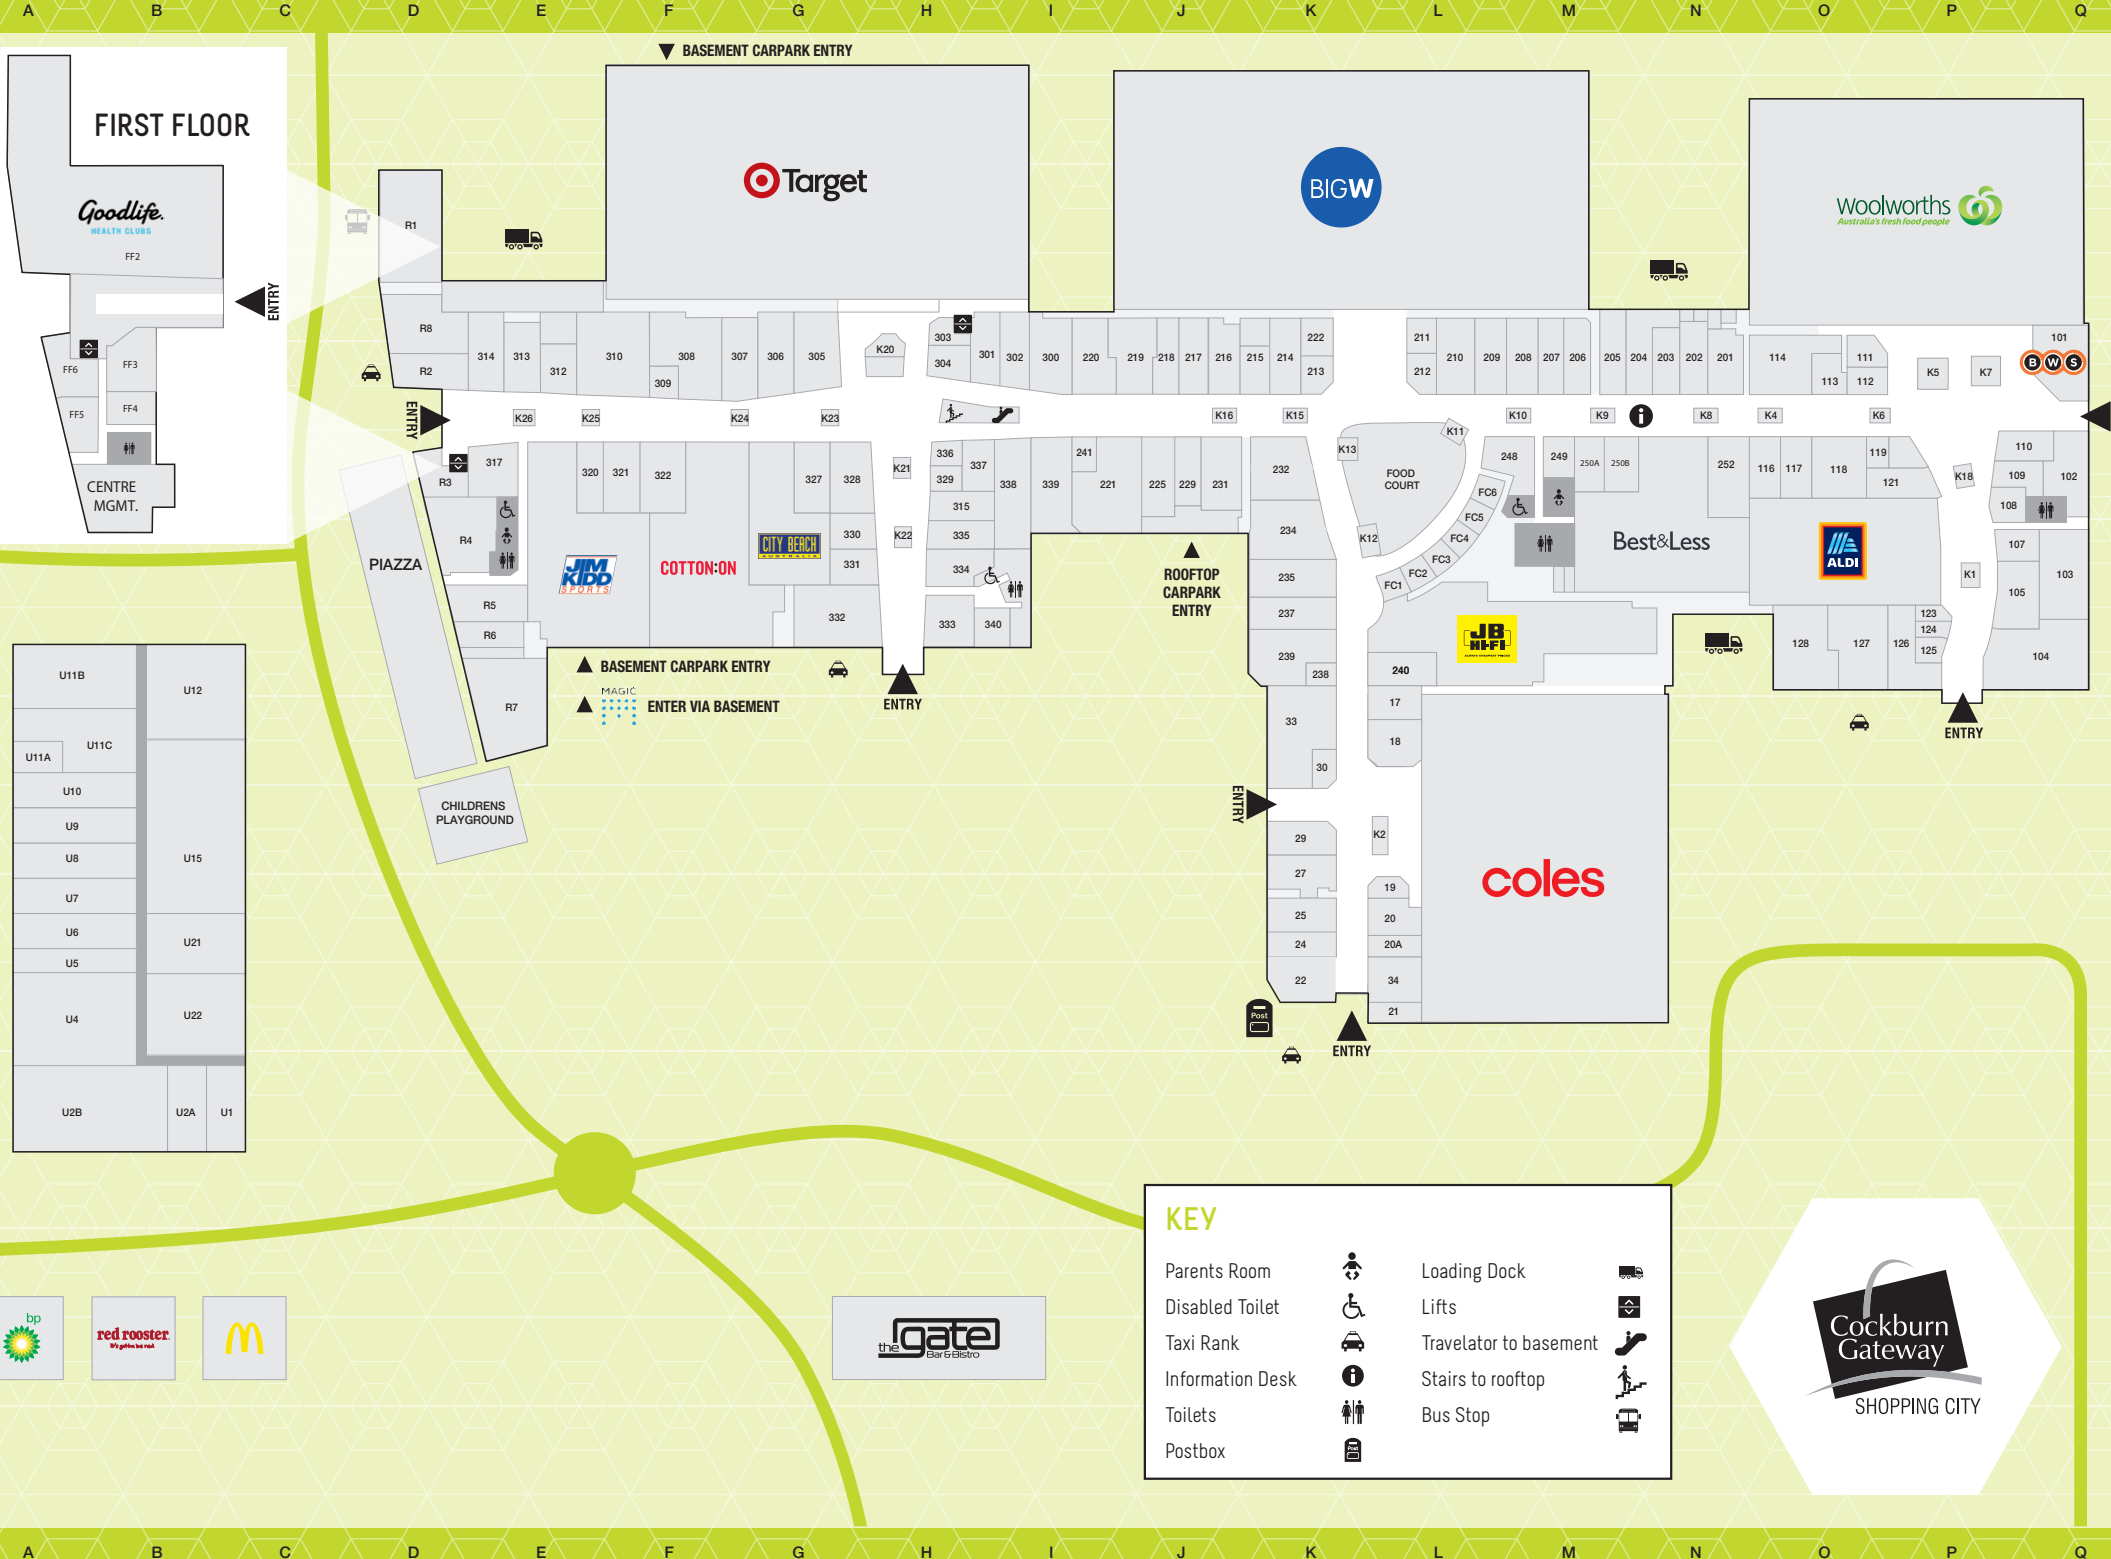 A B C D E F G H I J K L M N O P Q
BASEMENT CARPARK ENTRY
FIRST FLOOR
Goodlife.
HEALTH CLUBS
FF2
ENTRY
FF3
FF6
FF4
FF5
CENTRE
MGMT.
Target
BIGW
Woolworths
Australia's fresh food people
R1
R8
R2
314
313
312
310
308
309
307
306
305
K20
303
304
301
302
300
220
219
218
217
216
215
214
222
213
211
212
210
209
208
207
206
205
204
203
202
201
114
113
111
112
K5
K7
101
BWS
ENTRY
K26
K25
K24
K23
K16
K15
K10
K9
K8
K4
K6
K11
K13
FOOD
COURT
K12
317
R3
R4
R5
R6
R7
PIAZZA
320
321
322
327
328
330
331
332
JIM
KIDD
SPORTS
COTTON:ON
CITY BEACH
AUSTRALIA
K21
K22
336
329
337
338
315
335
334
333
340
339
241
221
225
229
231
232
234
235
237
239
238
248
249
250A
250B
252
FC6
FC5
FC4
FC3
FC2
FC1
Best&Less
116
117
118
119
121
ALDI
K18
K1
110
109
108
102
107
105
103
104
123
124
125
126
127
128
JB
HI-FI
ALWAYS CHEAPEST PRICES
240
17
18
33
30
ROOFTOP
CARPARK
ENTRY
BASEMENT CARPARK ENTRY
MAGIC
ENTER VIA BASEMENT
ENTRY
ENTRY
ENTRY
CHILDRENS
PLAYGROUND
K2
29
27
25
24
22
19
20
20A
34
21
coles
Post
ENTRY
U11B
U12
U11C
U11A
U10
U9
U8
U15
U7
U6
U21
U5
U4
U22
U2B
U2A
U1
bp
red rooster
It's gotta be red
the gate
Bar & Bistro
KEY
Parents Room
Disabled Toilet
Taxi Rank
Information Desk
Toilets
Postbox
Post
Loading Dock
Lifts
Travelator to basement
Stairs to rooftop
Bus Stop
Cockburn
Gateway
SHOPPING CITY
A B C D E F G H I J K L M N O P Q